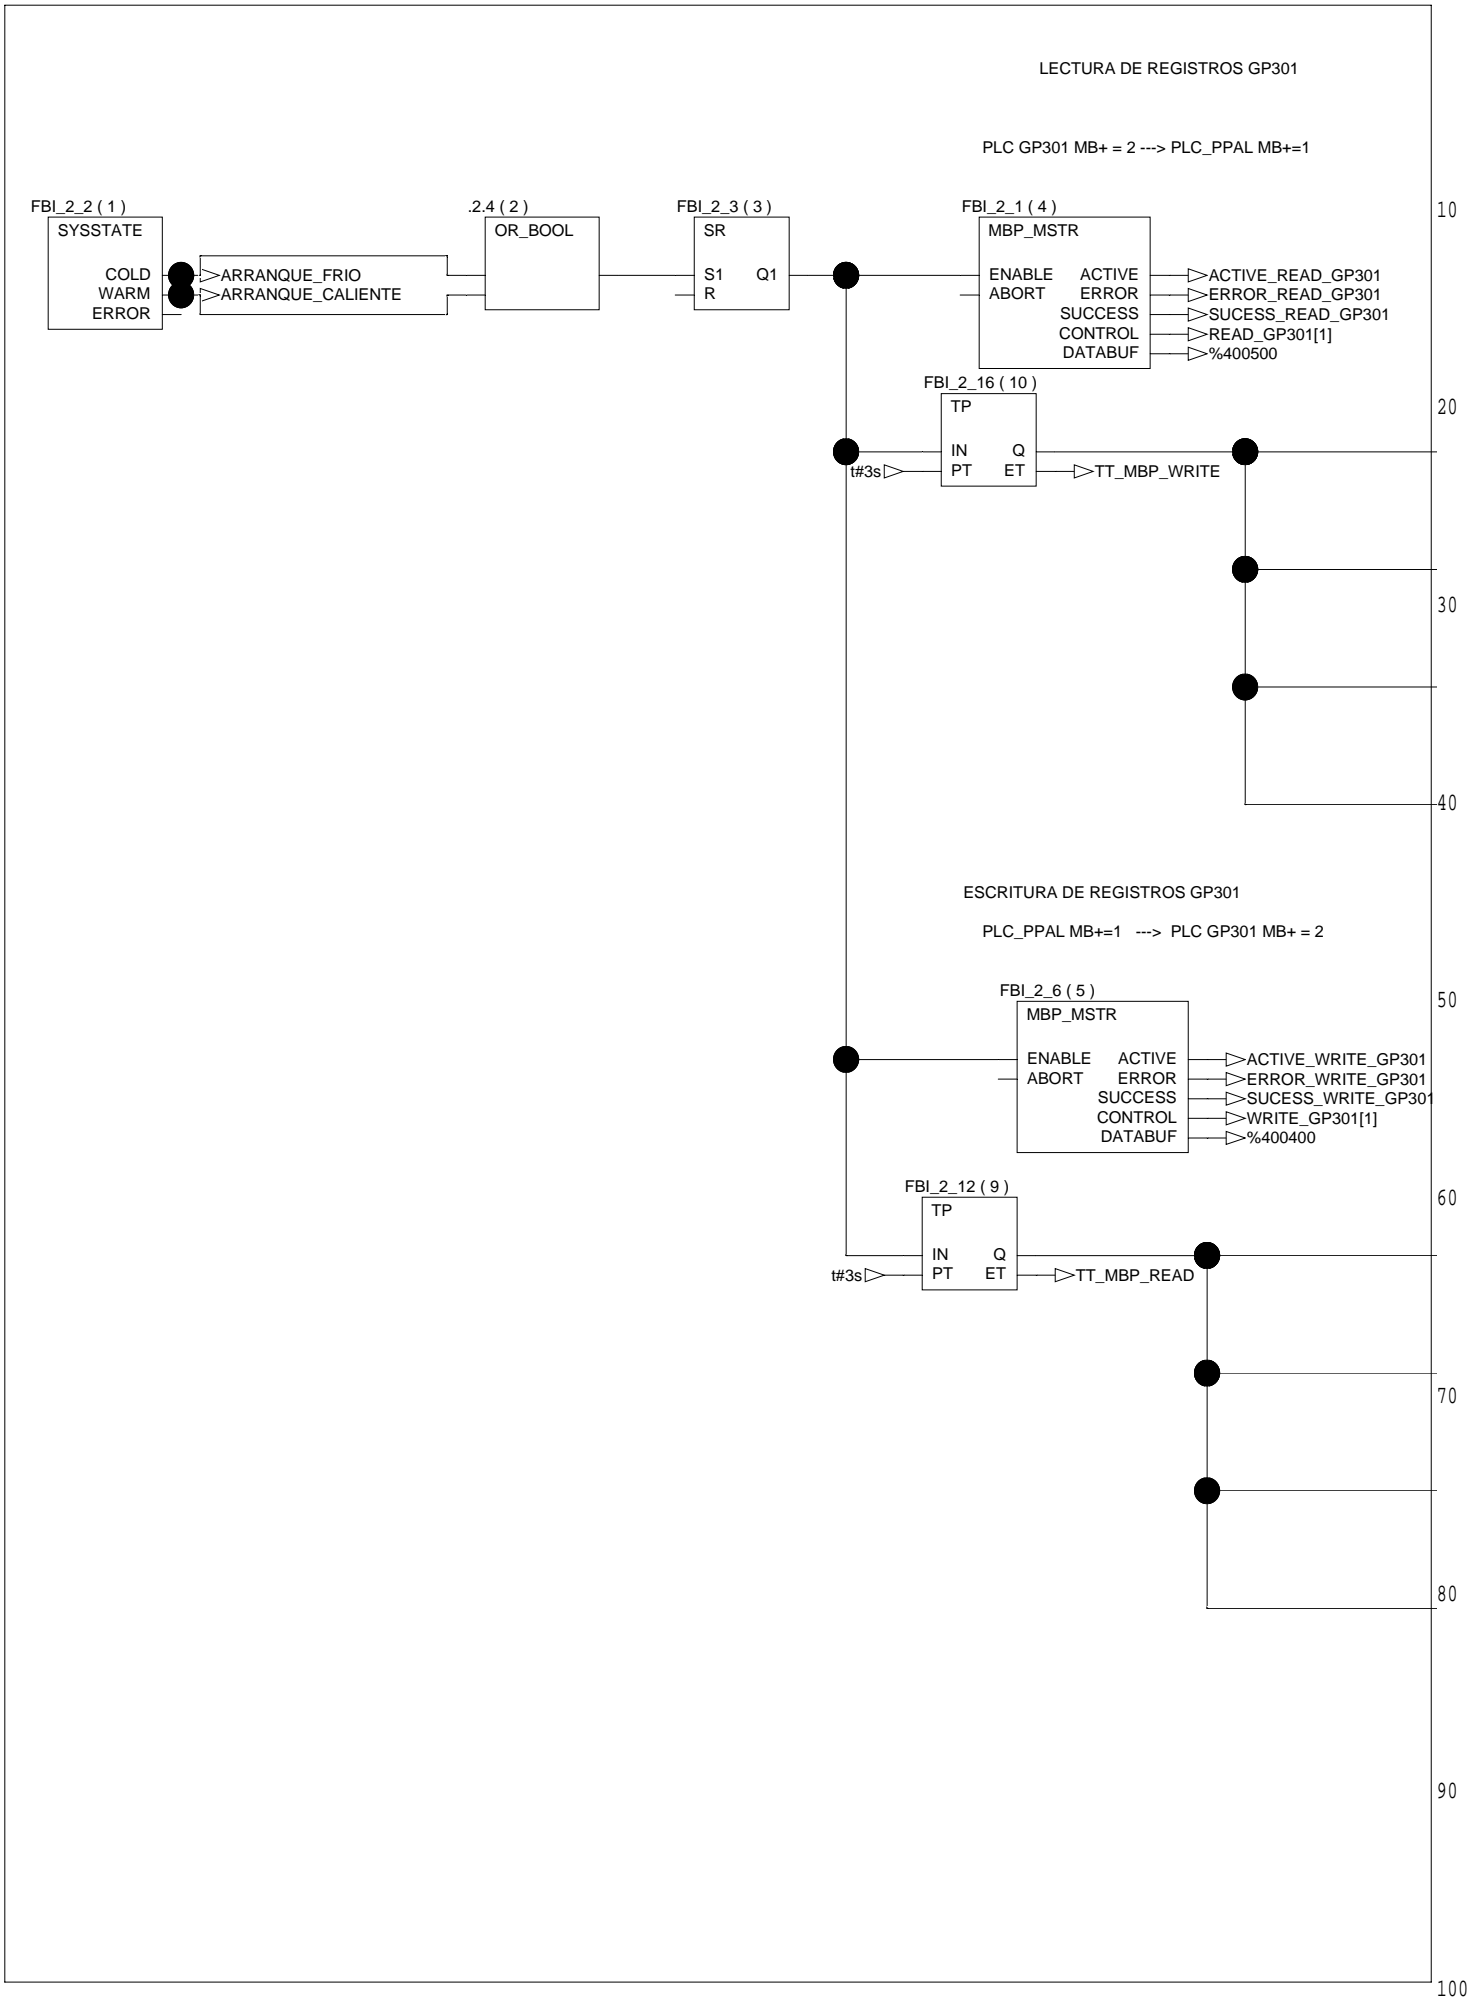 LECTURA DE REGISTROS GP301
PLC GP301 MB+ = 2 ---> PLC_PPAL MB+=1
FBI_2_2 ( 1 )
SYSSTATE
COLD
WARM
ERROR
ARRANQUE_FRIO
ARRANQUE_CALIENTE
.2.4 ( 2 )
OR_BOOL
FBI_2_3 ( 3 )
SR
S1 Q1
R
FBI_2_1 ( 4 )
MBP_MSTR
ENABLE ACTIVE
ABORT ERROR
SUCCESS
CONTROL
DATABUF
ACTIVE_READ_GP301
ERROR_READ_GP301
SUCESS_READ_GP301
READ_GP301[1]
%400500
10
FBI_2_16 ( 10 )
TP
IN Q
PT ET
t#3s
TT_MBP_WRITE
20
30
40
ESCRITURA DE REGISTROS GP301
PLC_PPAL MB+=1 ---> PLC GP301 MB+ = 2
FBI_2_6 ( 5 )
MBP_MSTR
ENABLE ACTIVE
ABORT ERROR
SUCCESS
CONTROL
DATABUF
ACTIVE_WRITE_GP301
ERROR_WRITE_GP301
SUCESS_WRITE_GP301
WRITE_GP301[1]
%400400
50
FBI_2_12 ( 9 )
TP
IN Q
PT ET
t#3s
TT_MBP_READ
60
70
80
90
100